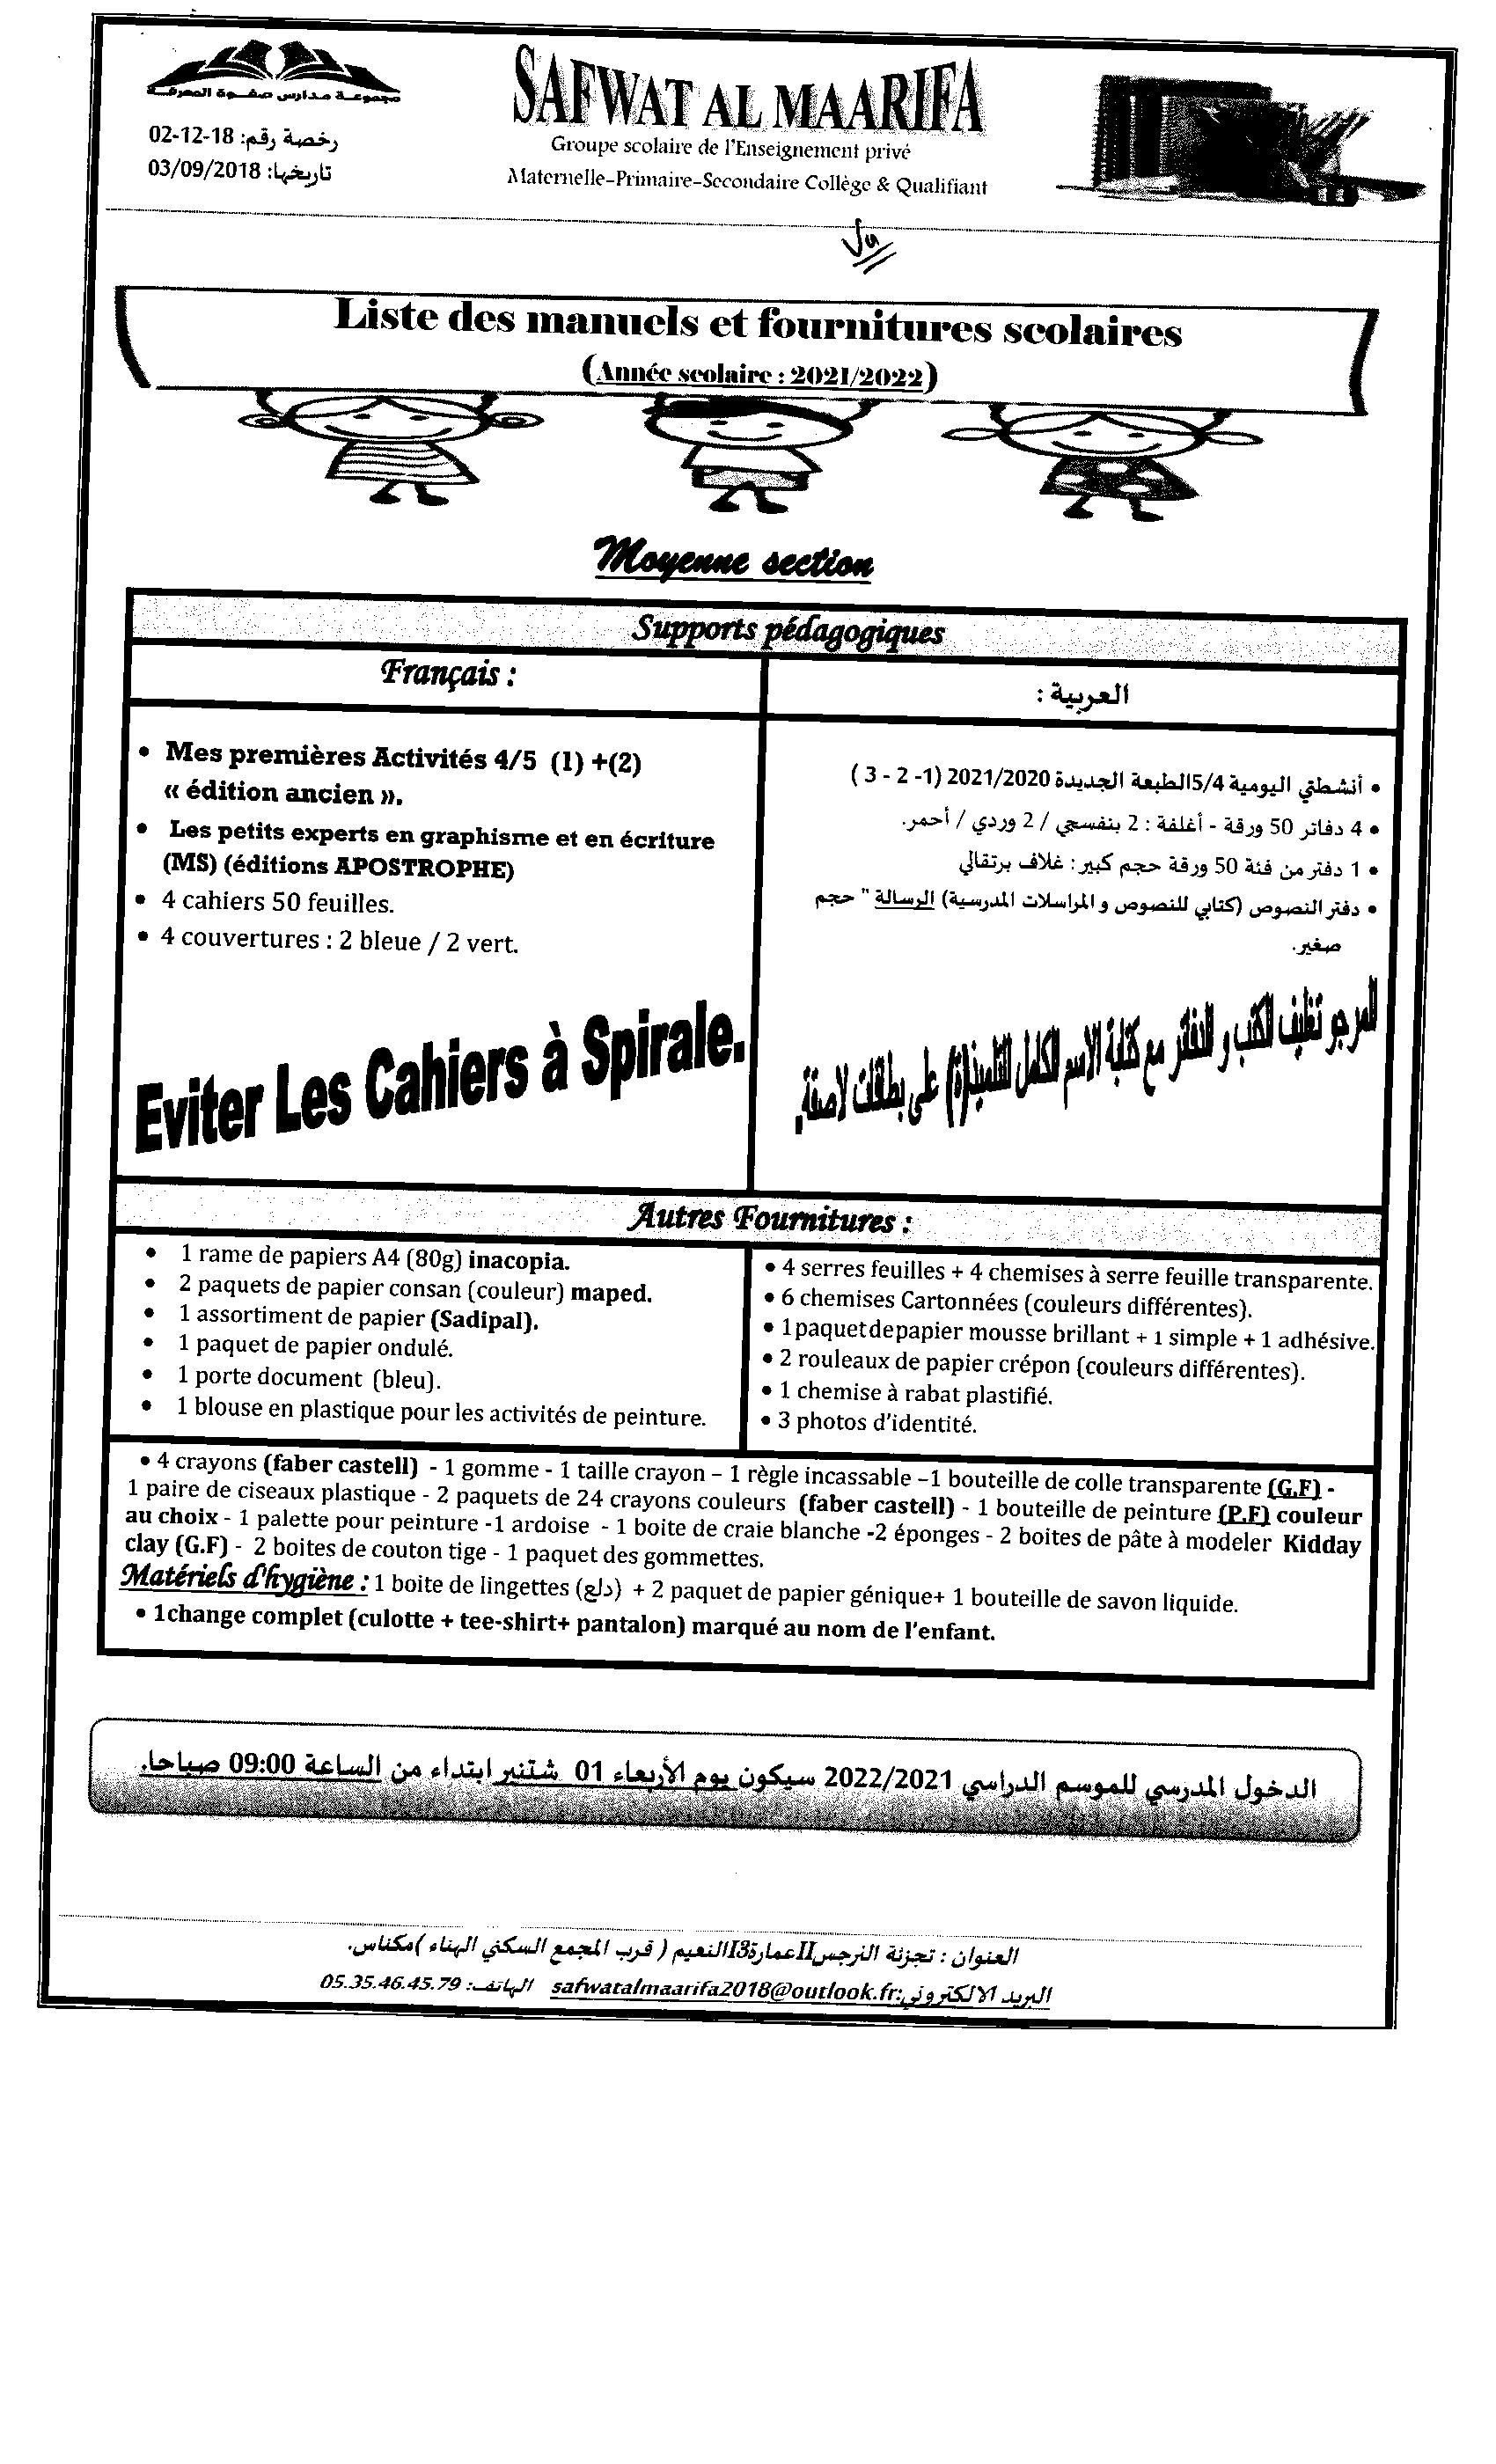 مجموعة مدارس صفوة المعرفة
رخصة رقم: 18-12-02
تاريخها: 03/09/2018
SAFWAT AL MAARIFA
Groupe scolaire de l'Enseignement privé
Maternelle-Primaire-Secondaire Collège & Qualifiant
Vu
Liste des manuels et fournitures scolaires
(Année scolaire : 2021/2022)
Moyenne section
Supports pédagogiques
Français :
• Mes premières Activités 4/5 (1) +(2)
« édition ancien ».
• Les petits experts en graphisme et en écriture
(MS) (éditions APOSTROPHE)
• 4 cahiers 50 feuilles.
• 4 couvertures : 2 bleue / 2 vert.
Eviter Les Cahiers à Spirale.
العربية :
• أنشطتي اليومية 5/4الطبعة الجديدة 2021/2020 (1- 2 - 3 )
• 4 دفاتر 50 ورقة - أغلفة : 2 بنفسجي / 2 وردي / أحمر.
• 1 دفتر من فئة 50 ورقة حجم كبير: غلاف برتقالي
• دفتر النصوص (كتابي للنصوص و المراسلات المدرسية) الرسالة " حجم
صغير.
المرجو تغليف الكتب و الدفاتر مع كتابة الاسم الكامل للتلميذ(ة) على بطاقات لاصقة.
Autres Fournitures :
• 1 rame de papiers A4 (80g) inacopia.
• 2 paquets de papier consan (couleur) maped.
• 1 assortiment de papier (Sadipal).
• 1 paquet de papier ondulé.
• 1 porte document (bleu).
• 1 blouse en plastique pour les activités de peinture.
• 4 serres feuilles + 4 chemises à serre feuille transparente.
• 6 chemises Cartonnées (couleurs différentes).
• 1paquetdepapier mousse brillant + 1 simple + 1 adhésive.
• 2 rouleaux de papier crépon (couleurs différentes).
• 1 chemise à rabat plastifié.
• 3 photos d'identité.
• 4 crayons (faber castell) - 1 gomme - 1 taille crayon – 1 règle incassable –1 bouteille de colle transparente (G.F) -
1 paire de ciseaux plastique - 2 paquets de 24 crayons couleurs (faber castell) - 1 bouteille de peinture (P.F) couleur
au choix - 1 palette pour peinture -1 ardoise - 1 boite de craie blanche -2 éponges - 2 boites de pâte à modeler Kidday
clay (G.F) - 2 boites de couton tige - 1 paquet des gommettes.
Matériels d'hygiène : 1 boite de lingettes (دلع) + 2 paquet de papier génique+ 1 bouteille de savon liquide.
• 1change complet (culotte + tee-shirt+ pantalon) marqué au nom de l'enfant.
الدخول المدرسي للموسم الدراسي 2022/2021 سيكون يوم الأربعاء 01 شتنبر ابتداء من الساعة 09:00 صباحا.
العنوان : تجزئة النرجسIIعمارةI3النعيم ( قرب المجمع السكني الهناء )مكناس.
البريد الالكتروني:safwatalmaarifa2018@outlook.fr الهاتف: 05.35.46.45.79